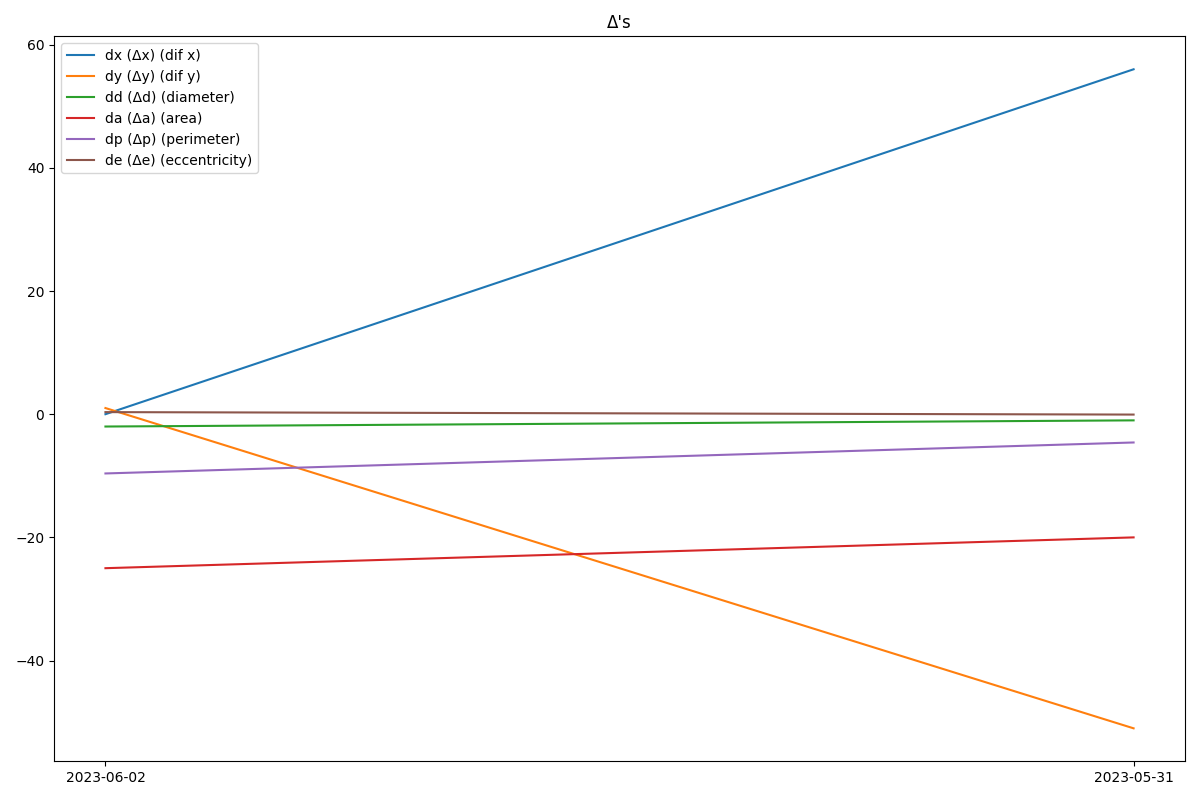 Δ's
60
40
20
0
−20
−40
dx (Δx) (dif x)
dy (Δy) (dif y)
dd (Δd) (diameter)
da (Δa) (area)
dp (Δp) (perimeter)
de (Δe) (eccentricity)
2023-06-02
2023-05-31